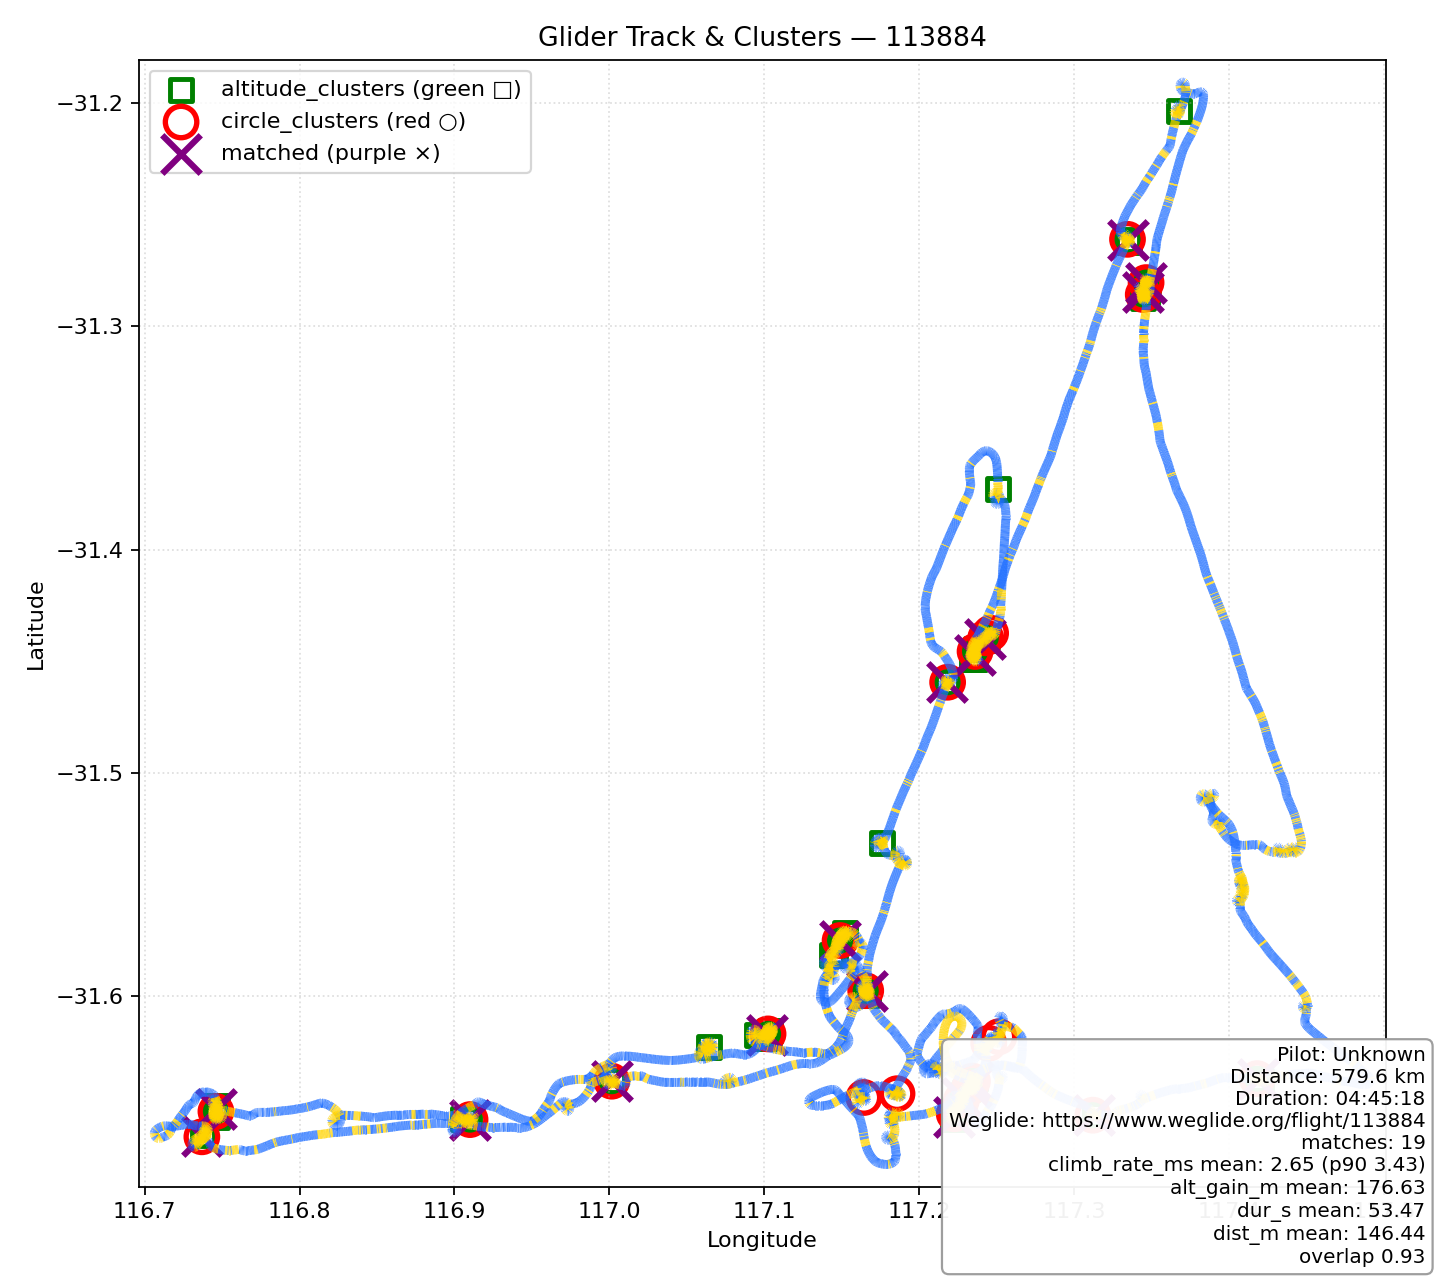 Glider Track & Clusters — 113884
altitude_clusters (green □)
circle_clusters (red ○)
matched (purple ×)
Latitude
−31.2
−31.3
−31.4
−31.5
−31.6
116.7 116.8 116.9 117.0 117.1 117.2 117.3
Longitude
Pilot: Unknown
Distance: 579.6 km
Duration: 04:45:18
Weglide: https://www.weglide.org/flight/113884
matches: 19
climb_rate_ms mean: 2.65 (p90 3.43)
alt_gain_m mean: 176.63
dur_s mean: 53.47
dist_m mean: 146.44
overlap 0.93